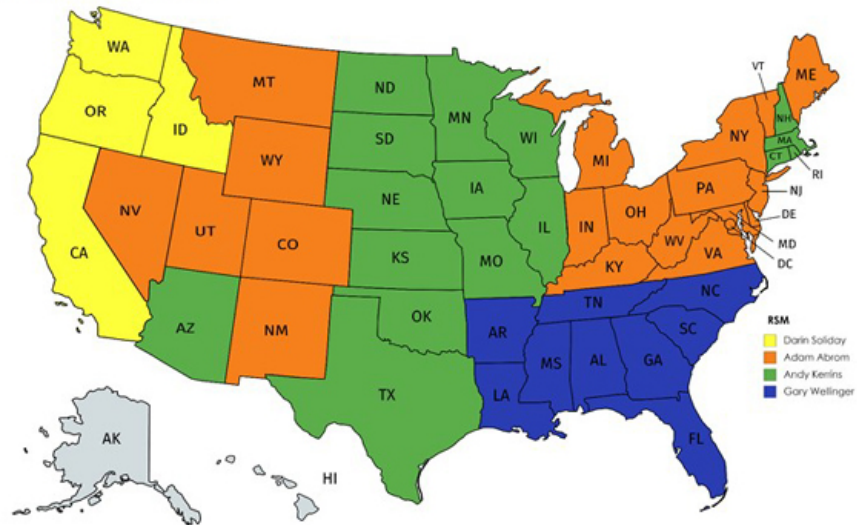 WA
MT
ND
MN
VT
ME
OR
ID
SD
WI
NH
NY
MA
WY
MI
CT
RI
NE
IA
PA
NJ
NV
UT
CO
IL
IN
OH
DE
CA
KS
MO
WV
VA
MD
KY
DC
AZ
NM
OK
AR
TN
NC
SC
MS
AL
GA
TX
LA
FL
AK
HI
RSM
Darin Soliday
Adam Abrom
Andy Kerrins
Gary Wellinger